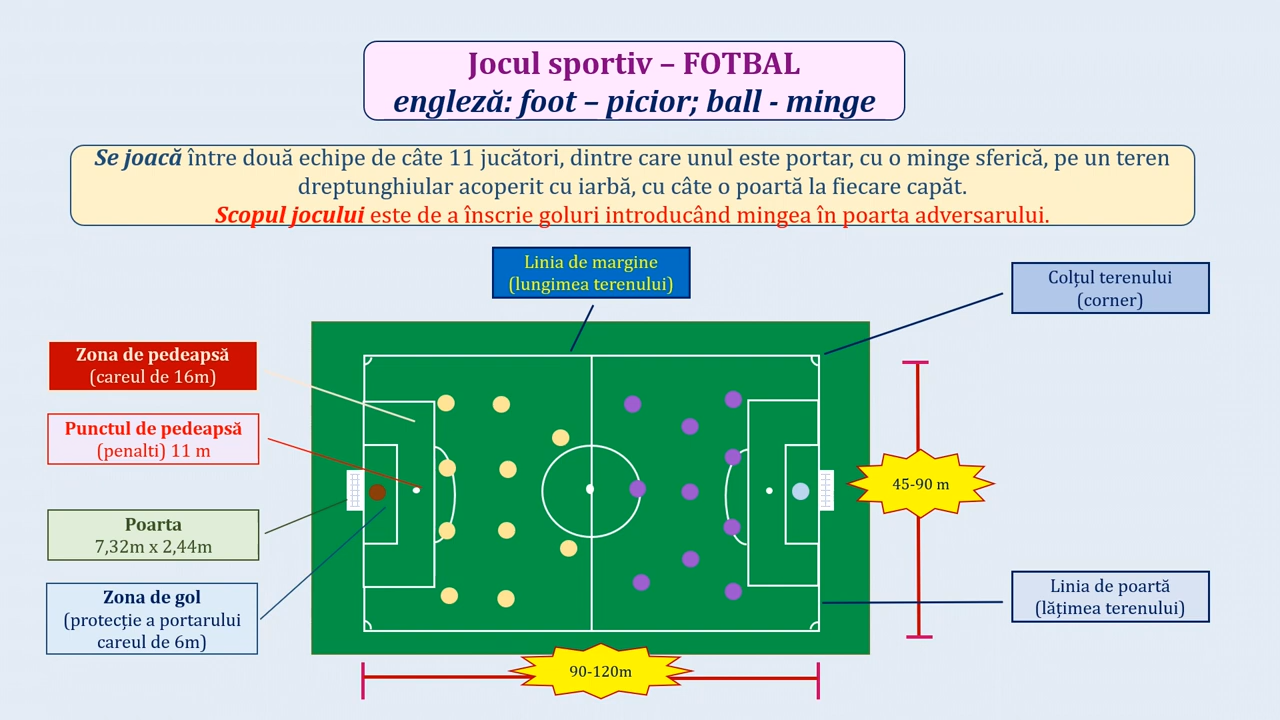 Jocul sportiv – FOTBAL
engleză: foot – picior; ball - minge
Se joacă între două echipe de câte 11 jucători, dintre care unul este portar, cu o minge sferică, pe un teren
dreptunghiular acoperit cu iarbă, cu câte o poartă la fiecare capăt.
Scopul jocului este de a înscrie goluri introducând mingea în poarta adversarului.
Linia de margine
(lungimea terenului)
Colțul terenului
(corner)
Zona de pedeapsă
(careul de 16m)
Punctul de pedeapsă
(penalti) 11 m
Poarta
7,32m x 2,44m
Zona de gol
(protecție a portarului
careul de 6m)
45-90 m
Linia de poartă
(lățimea terenului)
90-120m